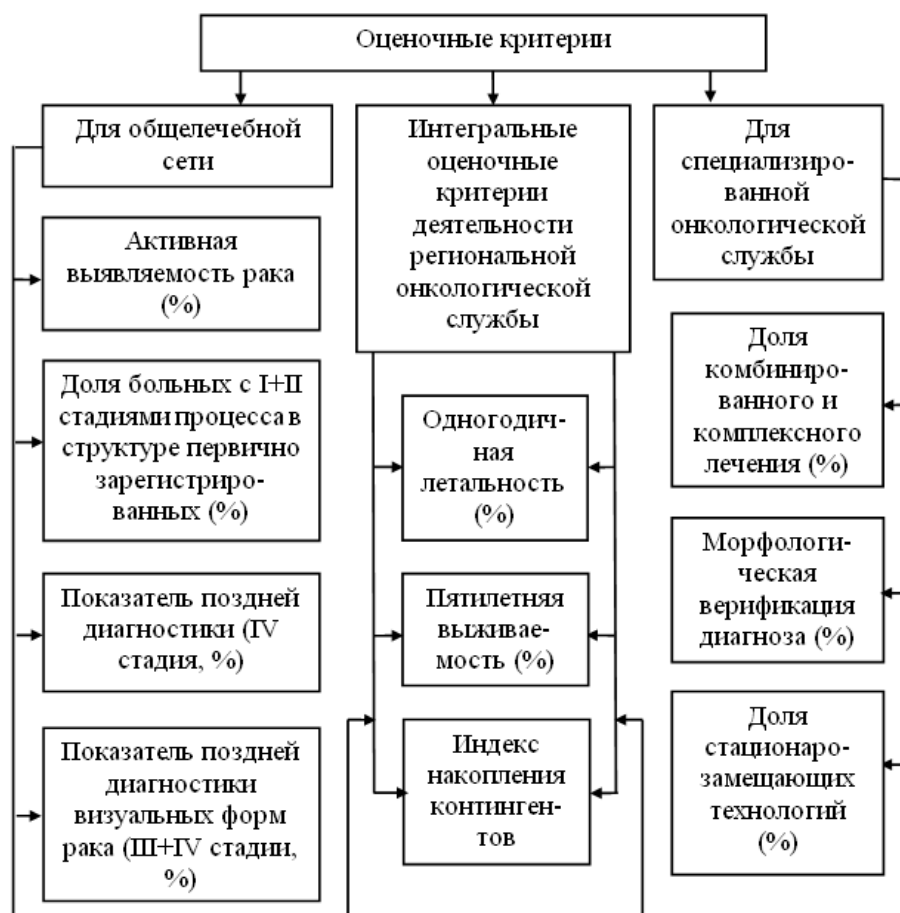 Оценочные критерии
Для общелечебной
сети
Активная
выявляемость рака
(%)
Доля больных с I+II
стадиями процесса в
структуре первично
зарегистриро-
ванных (%)
Показатель поздней
диагностики (IV
стадия, %)
Показатель поздней
диагностики
визуальных форм
рака (III+IV стадии,
%)
Интегральные
оценочные
критерии
деятельности
региональной
онкологической
службы
Одногодич-
ная
летальность
(%)
Пятилетняя
выживае-
мость (%)
Индекс
накопления
континген-
тов
Для
специализиро-
ванной
онкологической
службы
Доля
комбиниро-
ванного и
комплексного
лечения (%)
Морфологи-
ческая
верификация
диагноза (%)
Доля
стационаро-
замещающих
технологий
(%)